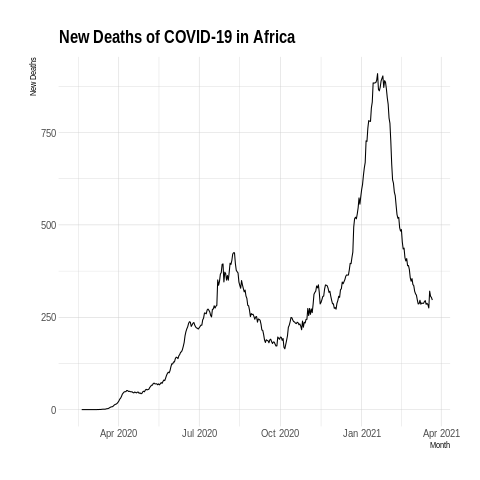 New Deaths of COVID-19 in Africa
New Deaths
750
500
250
0
Apr 2020
Jul 2020
Oct 2020
Jan 2021
Apr 2021
Month